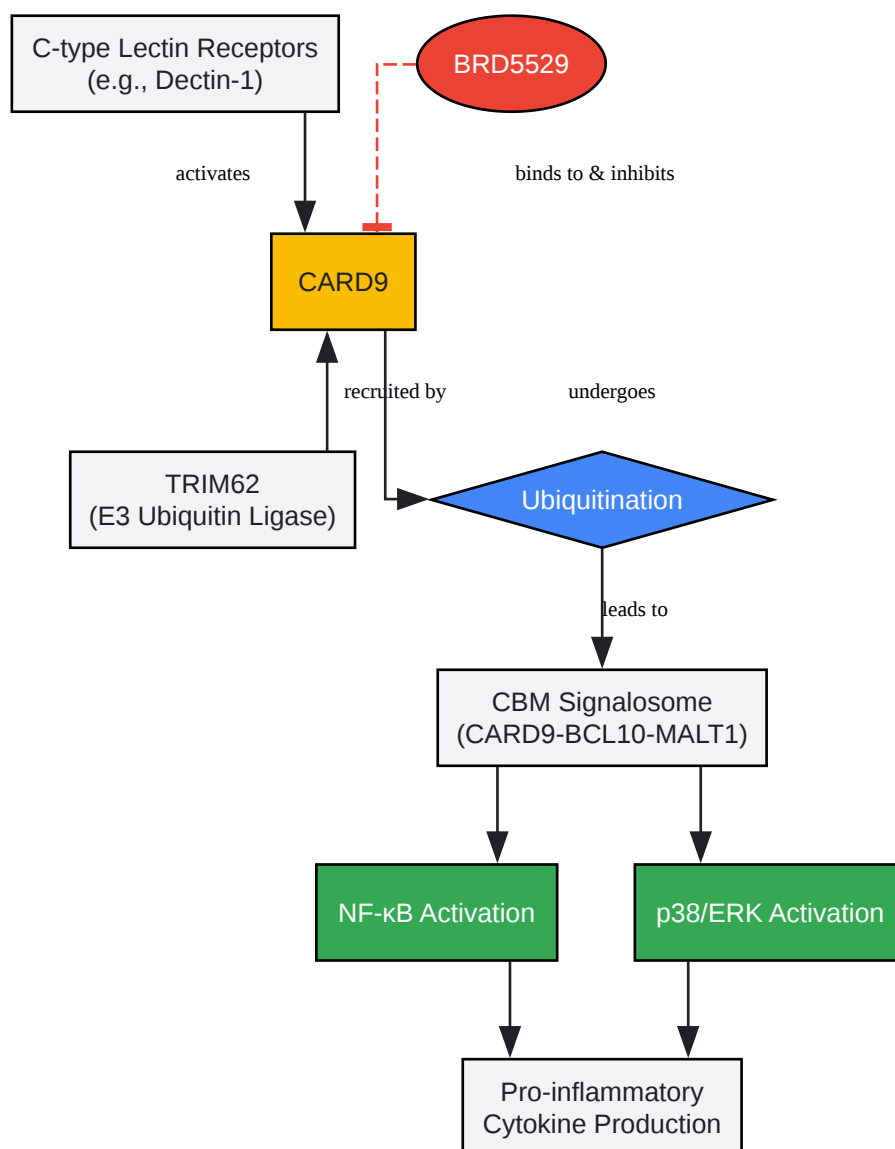 C-type Lectin Receptors
(e.g., Dectin-1)
BRD5529
activates
binds to & inhibits
CARD9
recruited by
undergoes
TRIM62
(E3 Ubiquitin Ligase)
Ubiquitination
leads to
CBM Signalosome
(CARD9-BCL10-MALT1)
NF-κB Activation
p38/ERK Activation
Pro-inflammatory
Cytokine Production